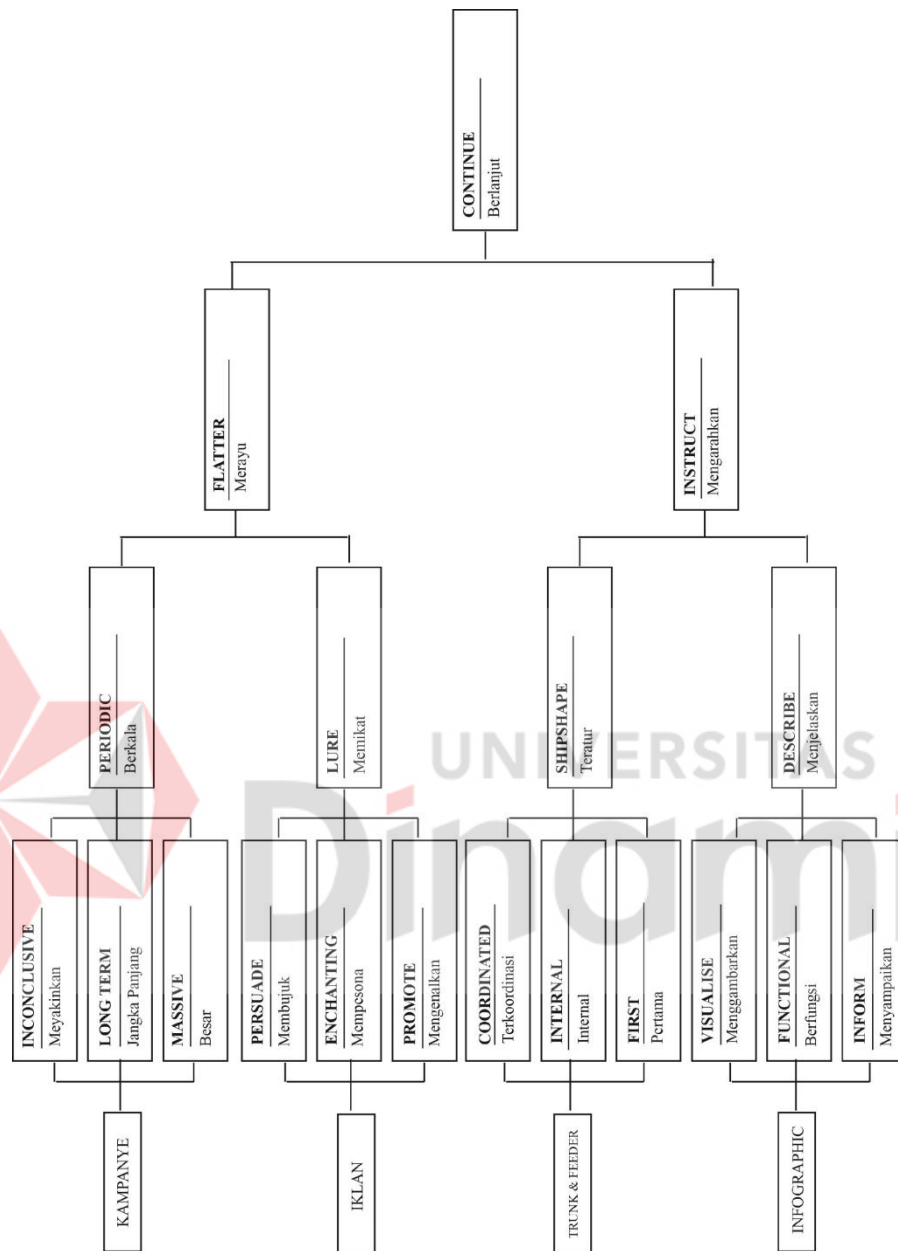 KAMPANYE
INCONCLUSIVE
Meyakinkan
LONG TERM
Jangka Panjang
MASSIVE
Besar
PERIODIC
Berkala
IKLAN
PERSUADE
Membujuk
ENCHANTING
Mempesona
PROMOTE
Mengenalkan
LURE
Memikat
FLATTER
Merayu
TRUNK & FEEDER
COORDINATED
Terkoordinasi
INTERNAL
Internal
FIRST
Pertama
SHIPSHAPE
Teratur
INFOGRAPHIC
VISUALISE
Menggambarkan
FUNCTIONAL
Berfungsi
INFORM
Menyampaikan
DESCRIBE
Menjelaskan
INSTRUCT
Mengarahkan
CONTINUE
Berlanjut
UNIVERSITAS
Dinami